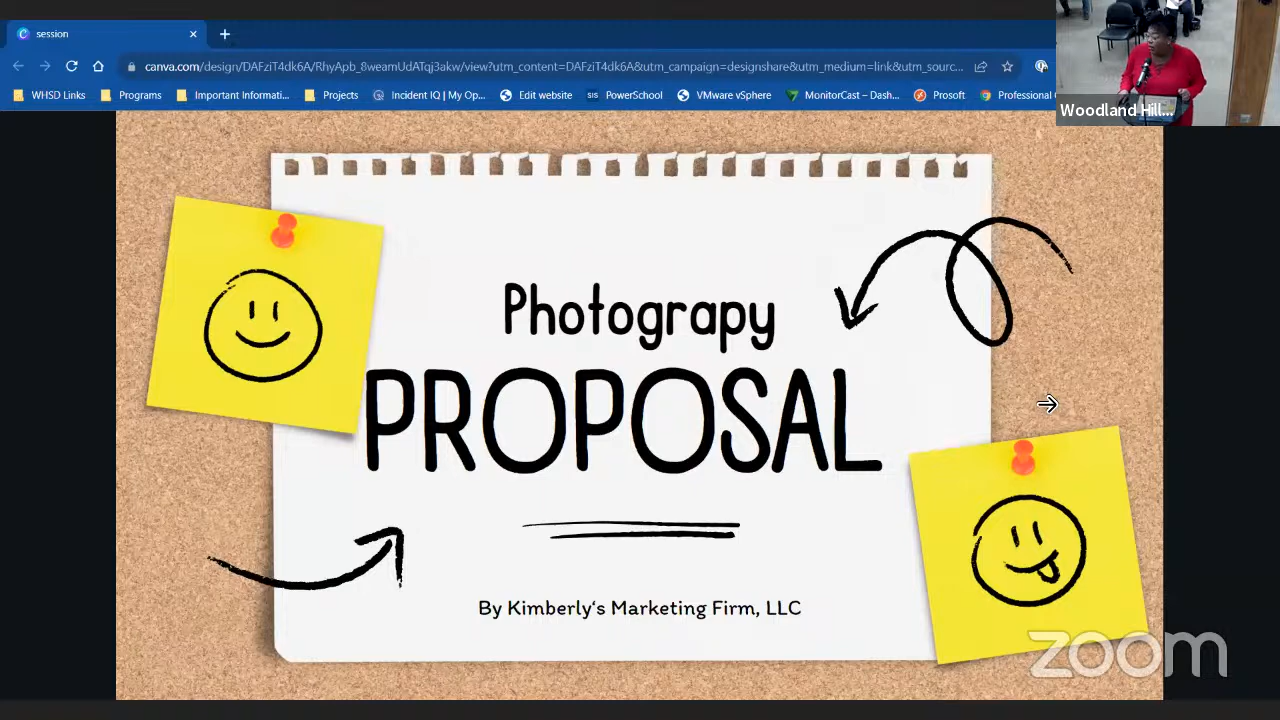 session
canva.com/design/DAFziT4dk6A/RhyApb_8weamUdATqj3akw/view?utm_content=DAFziT4dk6A&utm_campaign=designshare&utm_medium=link&utm_sourc...
WHSD Links
Programs
Important Informati...
Projects
Incident IQ | My Op...
Edit website
SIS PowerSchool
VMware vSphere
MonitorCast – Dash...
Prosoft
Professional
Woodland Hill...
Photograpy
PROPOSAL
By Kimberly's Marketing Firm, LLC
zoom